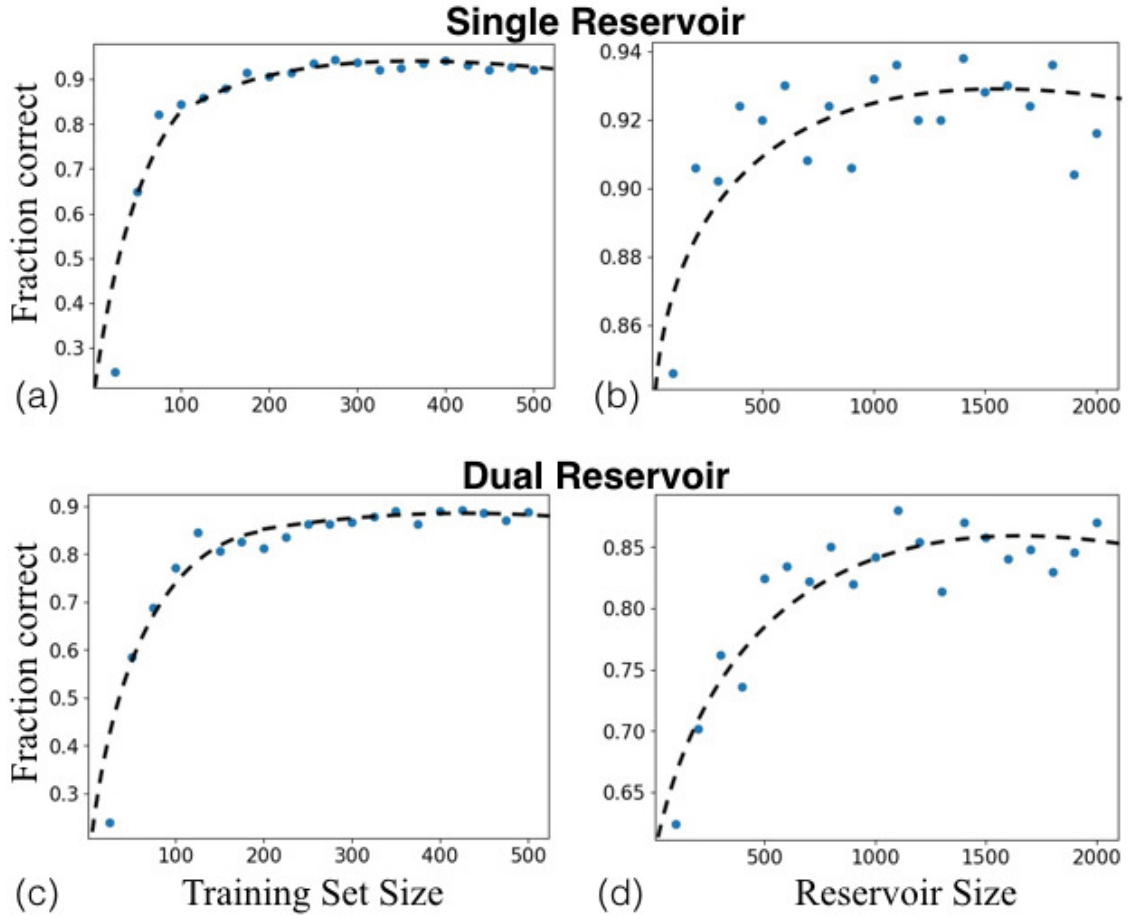 Single Reservoir
Fraction correct
0.9
0.8
0.7
0.6
0.5
0.4
0.3
100 200 300 400 500
(a)
0.94
0.92
0.90
0.88
0.86
500 1000 1500 2000
(b)
Dual Reservoir
Fraction correct
0.9
0.8
0.7
0.6
0.5
0.4
0.3
100 200 300 400 500
(c) Training Set Size
0.85
0.80
0.75
0.70
0.65
500 1000 1500 2000
(d) Reservoir Size